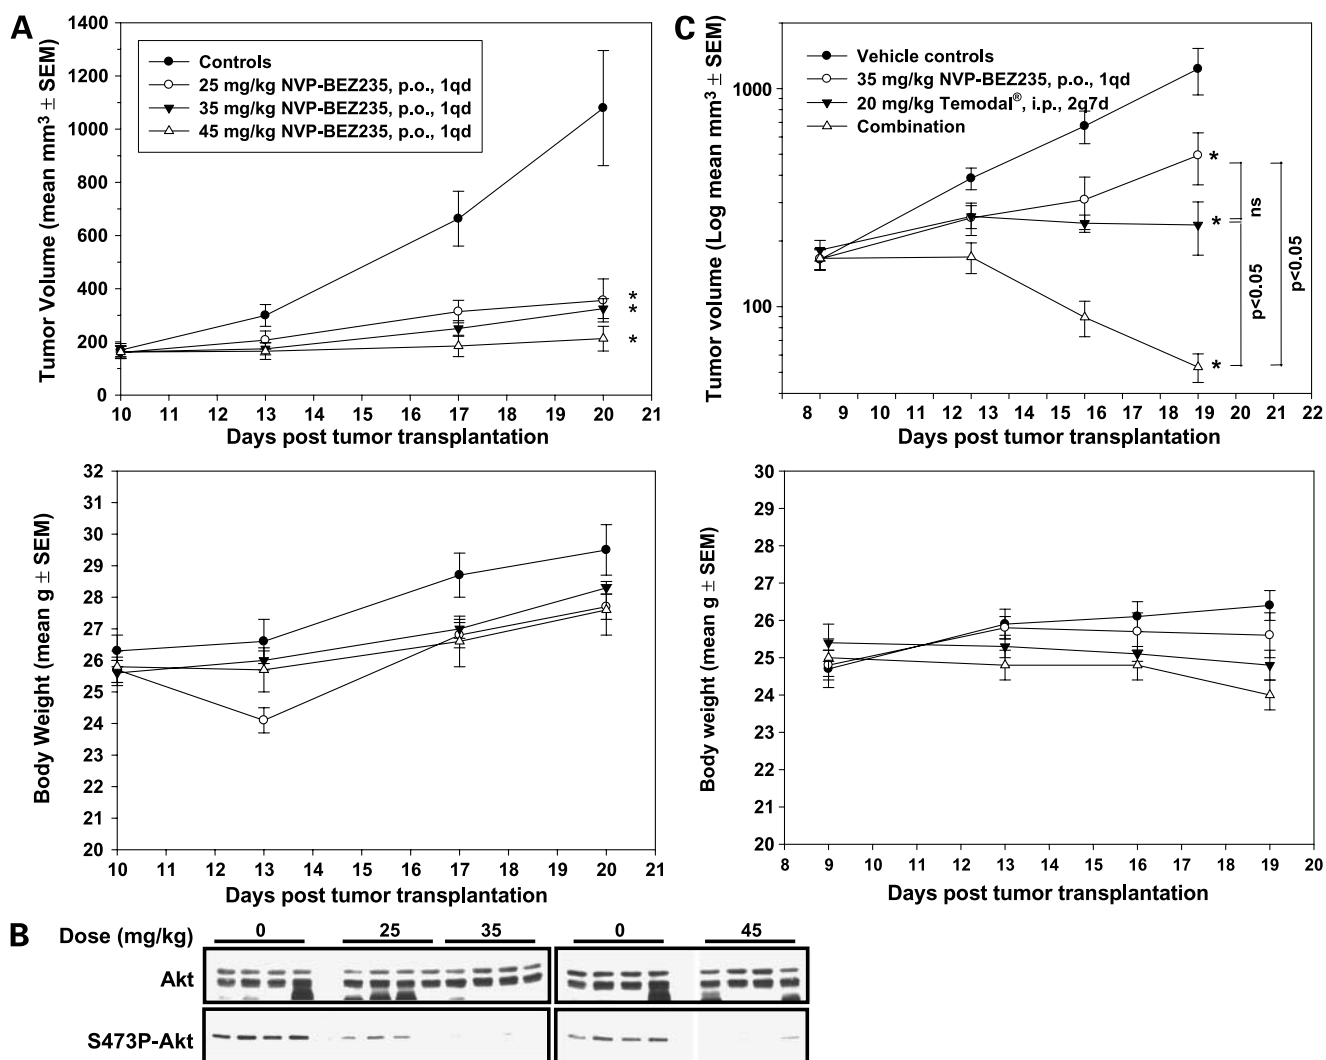 A
1400
1200
1000
800
600
400
200
0
Tumor Volume (mean mm³ ± SEM)
Controls
25 mg/kg NVP-BEZ235, p.o., 1qd
35 mg/kg NVP-BEZ235, p.o., 1qd
45 mg/kg NVP-BEZ235, p.o., 1qd
*
*
*
10 11 12 13 14 15 16 17 18 19 20 21
Days post tumor transplantation
C
1000
100
Tumor volume (Log mean mm³ ± SEM)
Vehicle controls
35 mg/kg NVP-BEZ235, p.o., 1qd
20 mg/kg Temodal®, i.p., 2q7d
Combination
*
*
*
ns
p<0.05
p<0.05
8 9 10 11 12 13 14 15 16 17 18 19 20 21 22
Days post tumor transplantation
32
31
30
29
28
27
26
25
24
23
22
21
20
Body Weight (mean g ± SEM)
10 11 12 13 14 15 16 17 18 19 20 21
Days post tumor transplantation
30
29
28
27
26
25
24
23
22
21
20
Body weight (mean g ± SEM)
8 9 10 11 12 13 14 15 16 17 18 19 20
Days post tumor transplantation
B
Dose (mg/kg) 0 25 35 0 45
Akt
S473P-Akt